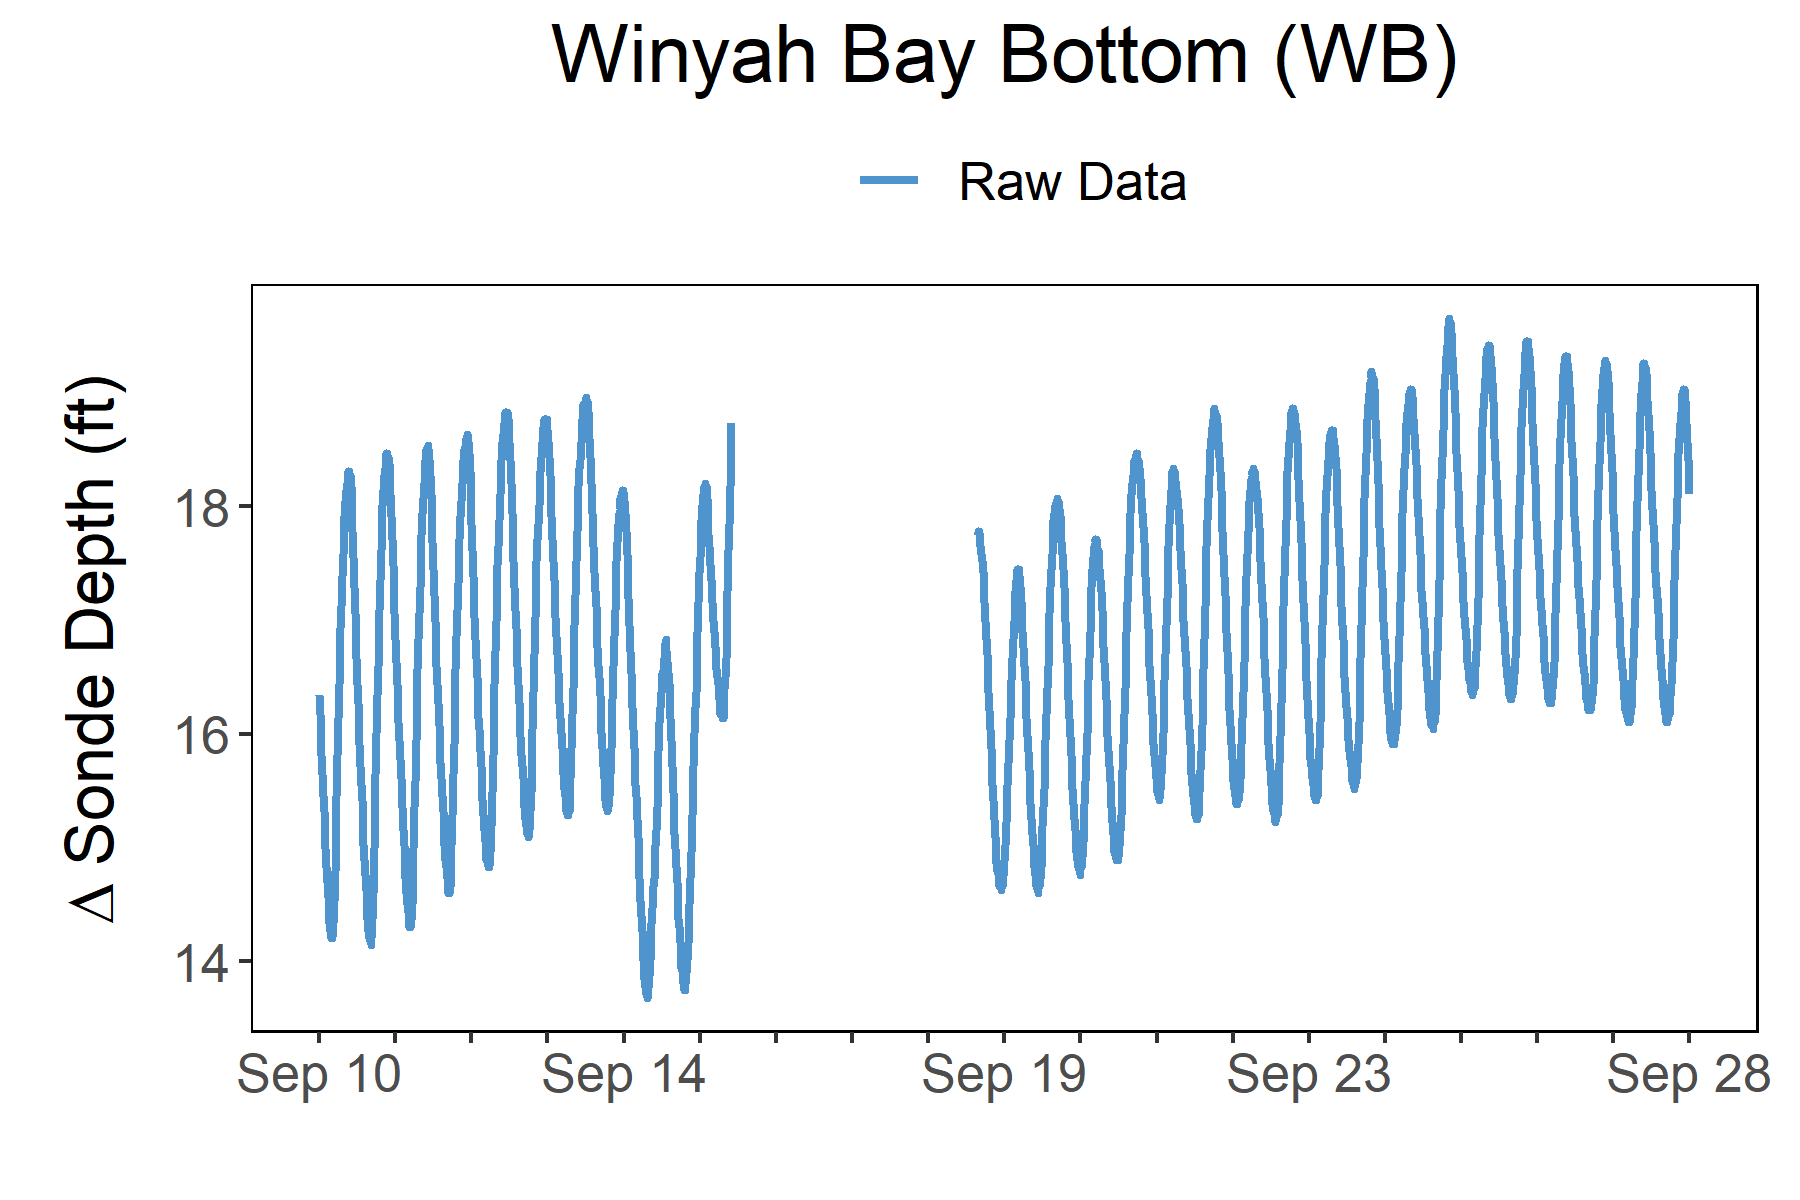 Winyah Bay Bottom (WB)
Raw Data
Δ Sonde Depth (ft)
18
16
14
Sep 10 Sep 14 Sep 19 Sep 23 Sep 28